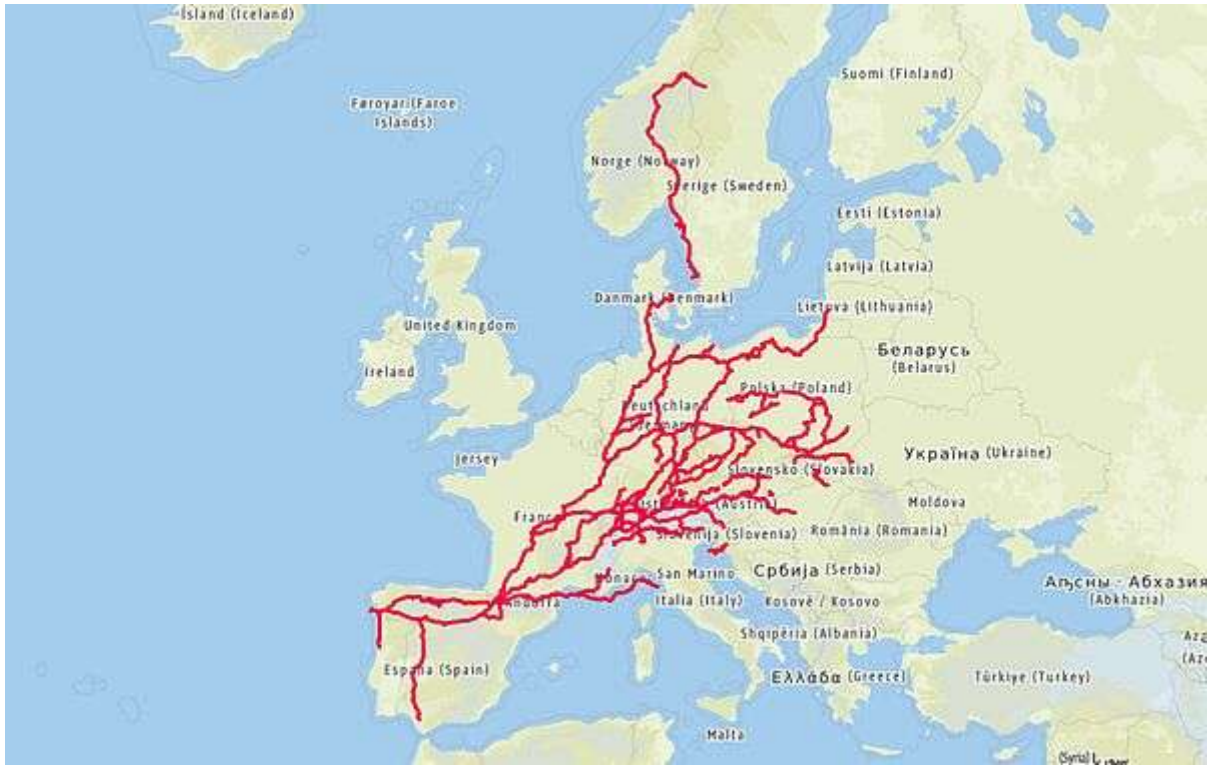 Ísland (Iceland)
Suomi (Finland)
Føroyar (Faroe
Islands)
Norge (Norway)
Sverige (Sweden)
Eesti (Estonia)
Latvija (Latvia)
Danmark (Denmark)
Lietuva (Lithuania)
United Kingdom
Беларусь
(Belarus)
Ireland
Polska (Poland)
Deutschland
Jersey
Україна (Ukraine)
Slovensko (Slovakia)
Moldova
(Austria)
Franc
Slovenija (Slovenia)
România (Romania)
Monaco
San Marino
Србија (Serbia)
Аҧсны - Абхазия
(Abkhazia)
Andorra
Italia (Italy)
Kosovë / Kosovo
Shqipëria (Albania)
España (Spain)
Ελλάδα (Greece)
Türkiye (Turkey)
Malta
(Syria)